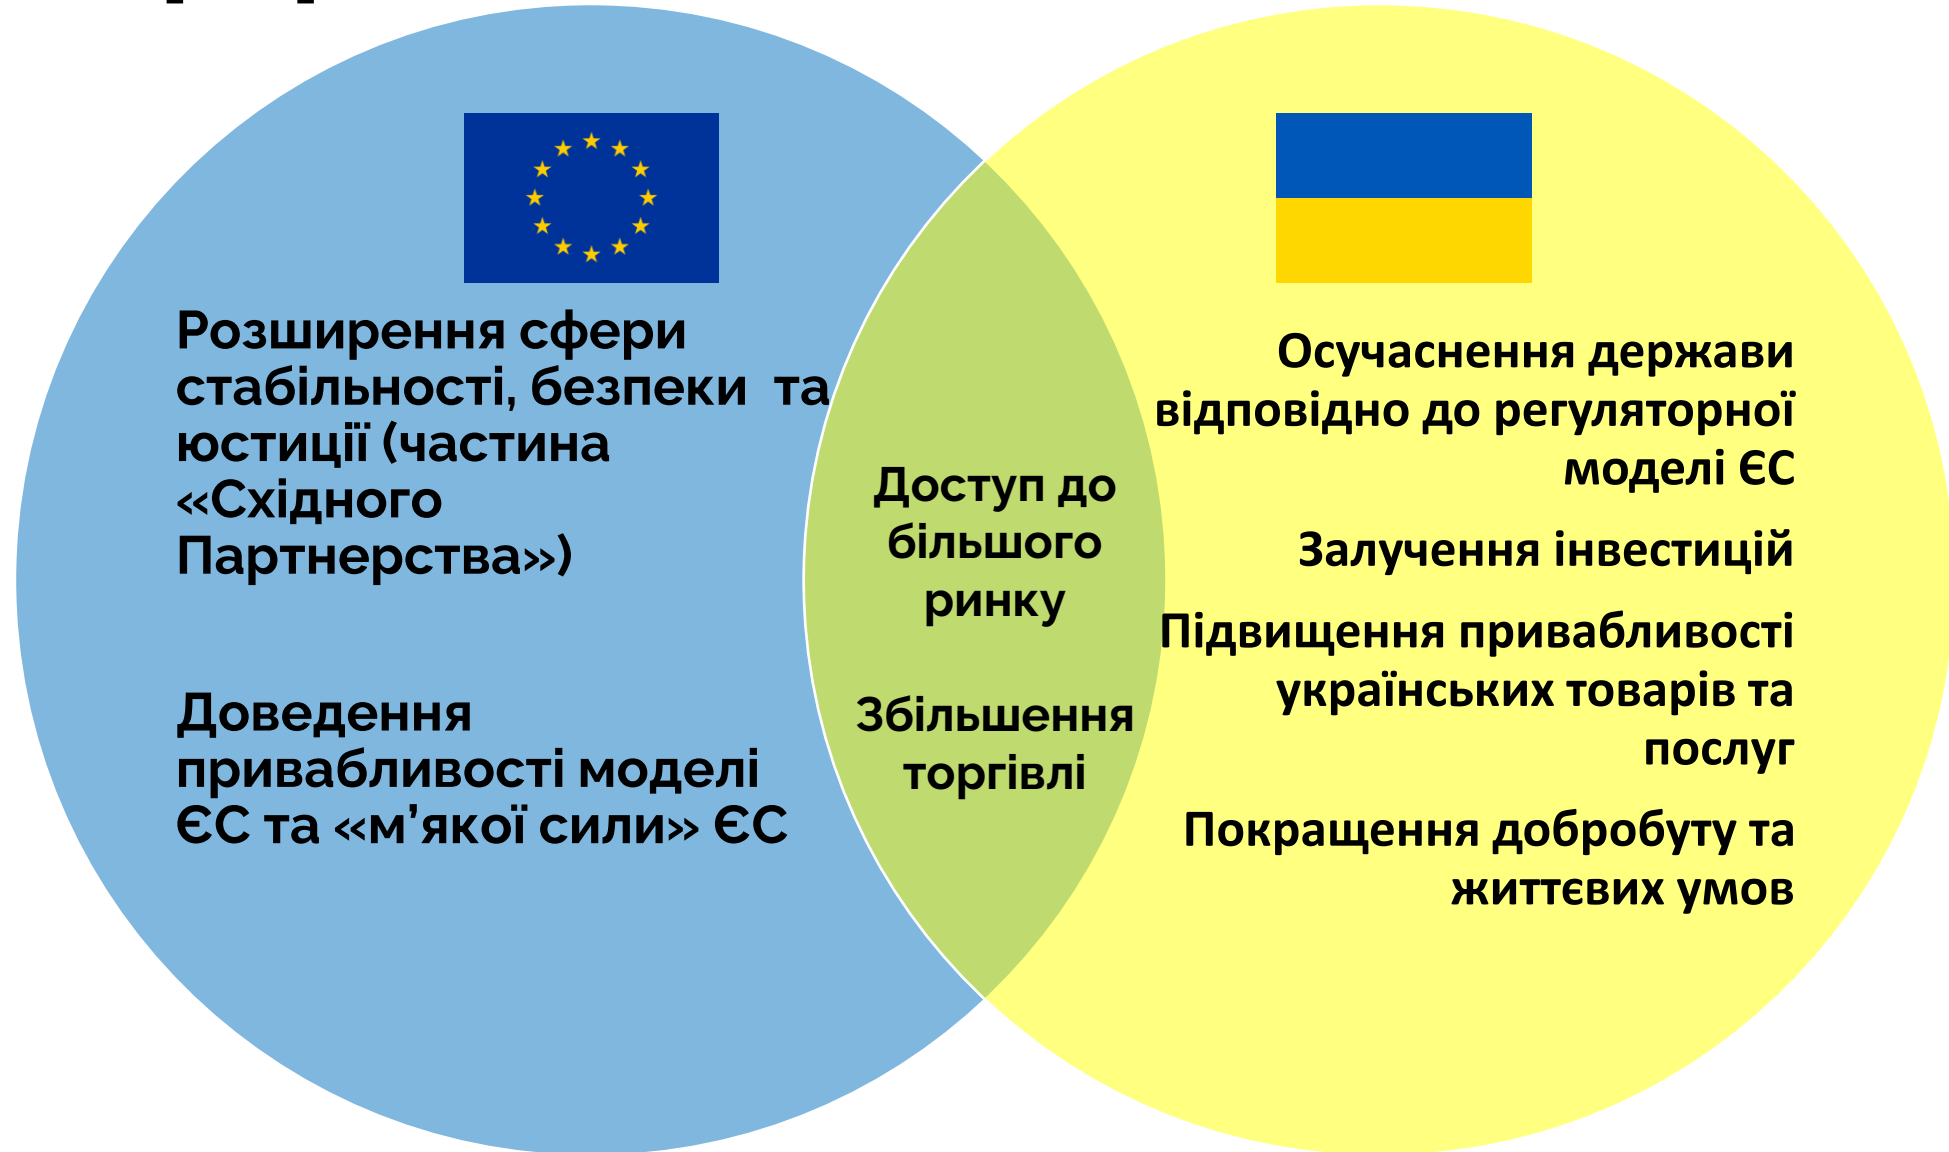 Розширення сфери
стабільності, безпеки та
юстиції (частина
«Східного
Партнерства»)
Доведення
привабливості моделі
ЄС та «м’якої сили» ЄС
Доступ до
більшого
ринку
Збільшення
торгівлі
Осучаснення держави
відповідно до регуляторної
моделі ЄС
Залучення інвестицій
Підвищення привабливості
українських товарів та
послуг
Покращення добробуту та
життєвих умов